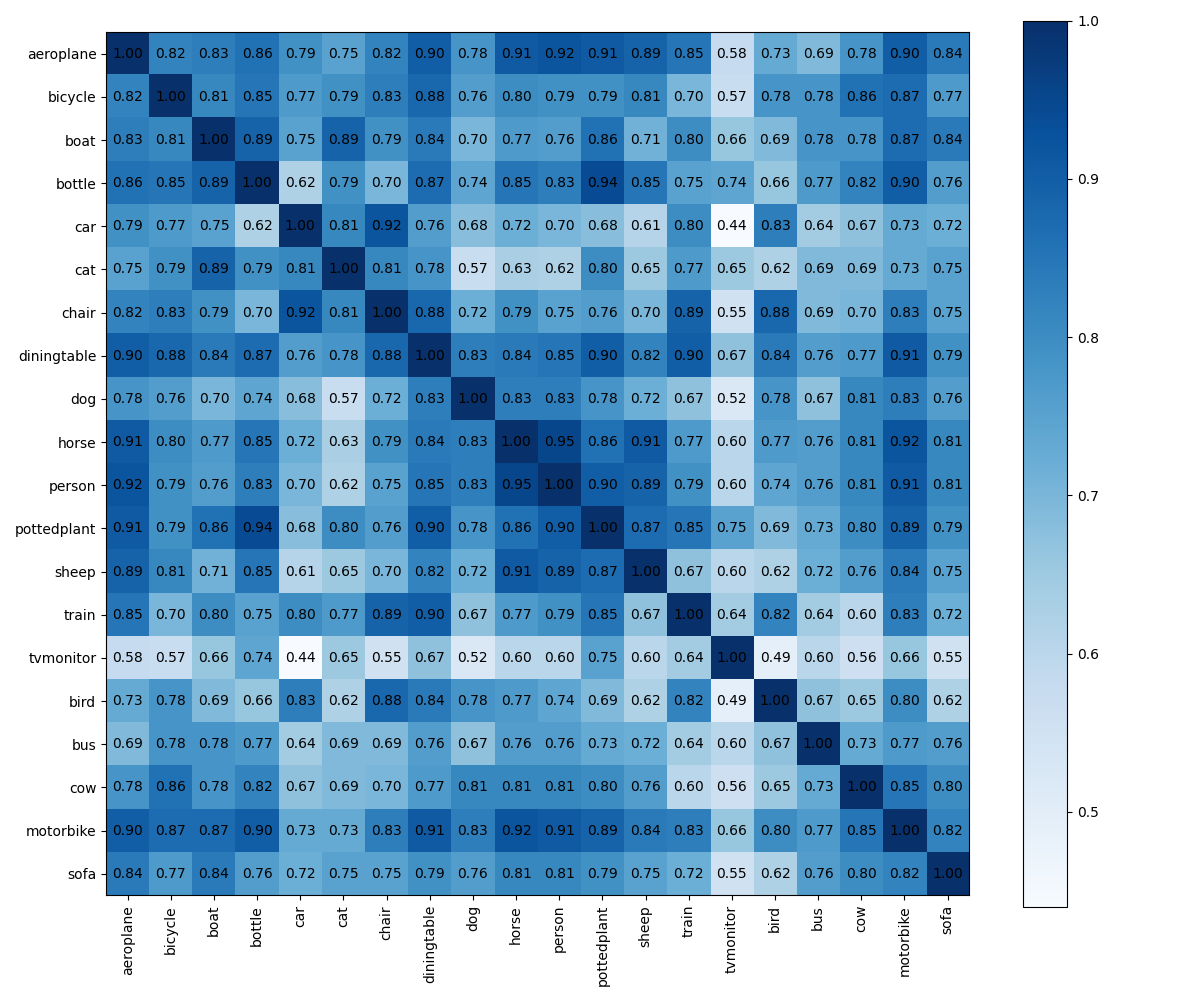 aeroplane 1.00 0.82 0.83 0.86 0.79 0.75 0.82 0.90 0.78 0.91 0.92 0.91 0.89 0.85 0.58 0.73 0.69 0.78 0.90 0.84
bicycle 0.82 1.00 0.81 0.85 0.77 0.79 0.83 0.88 0.76 0.80 0.79 0.79 0.81 0.70 0.57 0.78 0.78 0.86 0.87 0.77
boat 0.83 0.81 1.00 0.89 0.75 0.89 0.79 0.84 0.70 0.77 0.76 0.86 0.71 0.80 0.66 0.69 0.78 0.78 0.87 0.84
bottle 0.86 0.85 0.89 1.00 0.62 0.79 0.70 0.87 0.74 0.85 0.83 0.94 0.85 0.75 0.74 0.66 0.77 0.82 0.90 0.76
car 0.79 0.77 0.75 0.62 1.00 0.81 0.92 0.76 0.68 0.72 0.70 0.68 0.61 0.80 0.44 0.83 0.64 0.67 0.73 0.72
cat 0.75 0.79 0.89 0.79 0.81 1.00 0.81 0.78 0.57 0.63 0.62 0.80 0.65 0.77 0.65 0.62 0.69 0.69 0.73 0.75
chair 0.82 0.83 0.79 0.70 0.92 0.81 1.00 0.88 0.72 0.79 0.75 0.76 0.70 0.89 0.55 0.88 0.69 0.70 0.83 0.75
diningtable 0.90 0.88 0.84 0.87 0.76 0.78 0.88 1.00 0.83 0.84 0.85 0.90 0.82 0.90 0.67 0.84 0.76 0.77 0.91 0.79
dog 0.78 0.76 0.70 0.74 0.68 0.57 0.72 0.83 1.00 0.83 0.83 0.78 0.72 0.67 0.52 0.78 0.67 0.81 0.83 0.76
horse 0.91 0.80 0.77 0.85 0.72 0.63 0.79 0.84 0.83 1.00 0.95 0.86 0.91 0.77 0.60 0.77 0.76 0.81 0.92 0.81
person 0.92 0.79 0.76 0.83 0.70 0.62 0.75 0.85 0.83 0.95 1.00 0.90 0.89 0.79 0.60 0.74 0.76 0.81 0.91 0.81
pottedplant 0.91 0.79 0.86 0.94 0.68 0.80 0.76 0.90 0.78 0.86 0.90 1.00 0.87 0.85 0.75 0.69 0.73 0.80 0.89 0.79
sheep 0.89 0.81 0.71 0.85 0.61 0.65 0.70 0.82 0.72 0.91 0.89 0.87 1.00 0.67 0.60 0.62 0.72 0.76 0.84 0.75
train 0.85 0.70 0.80 0.75 0.80 0.77 0.89 0.90 0.67 0.77 0.79 0.85 0.67 1.00 0.64 0.82 0.64 0.60 0.83 0.72
tvmonitor 0.58 0.57 0.66 0.74 0.44 0.65 0.55 0.67 0.52 0.60 0.60 0.75 0.60 0.64 1.00 0.49 0.60 0.56 0.66 0.55
bird 0.73 0.78 0.69 0.66 0.83 0.62 0.88 0.84 0.78 0.77 0.74 0.69 0.62 0.82 0.49 1.00 0.67 0.65 0.80 0.62
bus 0.69 0.78 0.78 0.77 0.64 0.69 0.69 0.76 0.67 0.76 0.76 0.73 0.72 0.64 0.60 0.67 1.00 0.73 0.77 0.76
cow 0.78 0.86 0.78 0.82 0.67 0.69 0.70 0.77 0.81 0.81 0.81 0.80 0.76 0.60 0.56 0.65 0.73 1.00 0.85 0.80
motorbike 0.90 0.87 0.87 0.90 0.73 0.73 0.83 0.91 0.83 0.92 0.91 0.89 0.84 0.83 0.66 0.80 0.77 0.85 1.00 0.82
sofa 0.84 0.77 0.84 0.76 0.72 0.75 0.75 0.79 0.76 0.81 0.81 0.79 0.75 0.72 0.55 0.62 0.76 0.80 0.82 1.00
aeroplane bicycle boat bottle car cat chair diningtable dog horse person pottedplant sheep train tvmonitor bird bus cow motorbike sofa
1.0
0.9
0.8
0.7
0.6
0.5